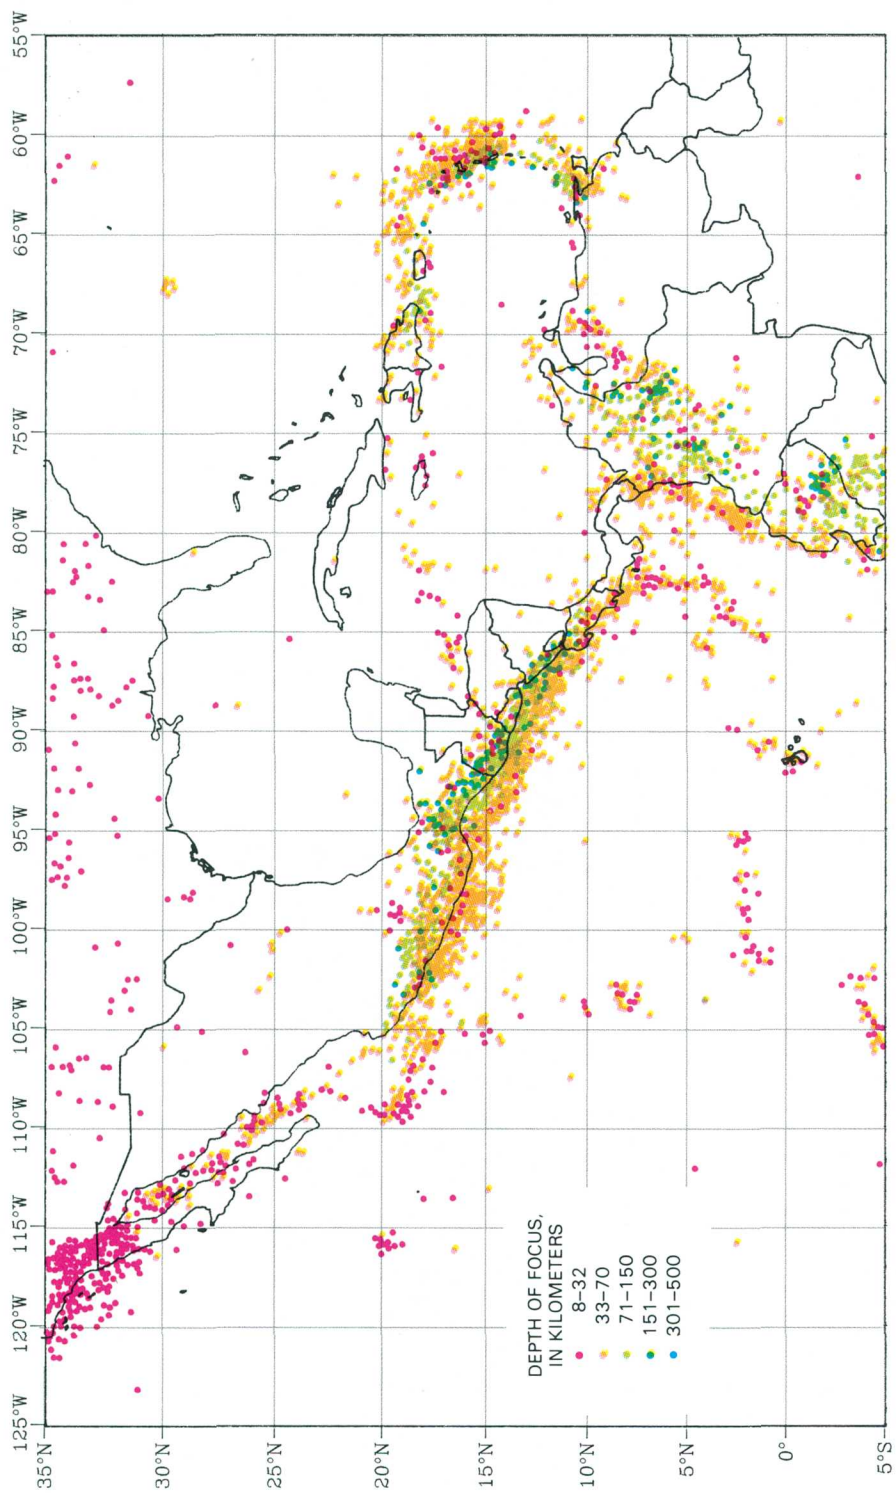 125°W
120°W
115°W
110°W
105°W
100°W
95°W
90°W
85°W
80°W
75°W
70°W
65°W
60°W
55°W
35°N
30°N
25°N
20°N
15°N
10°N
5°N
0°
5°S
DEPTH OF FOCUS,
IN KILOMETERS
8–32
33–70
71–150
151–300
301–500